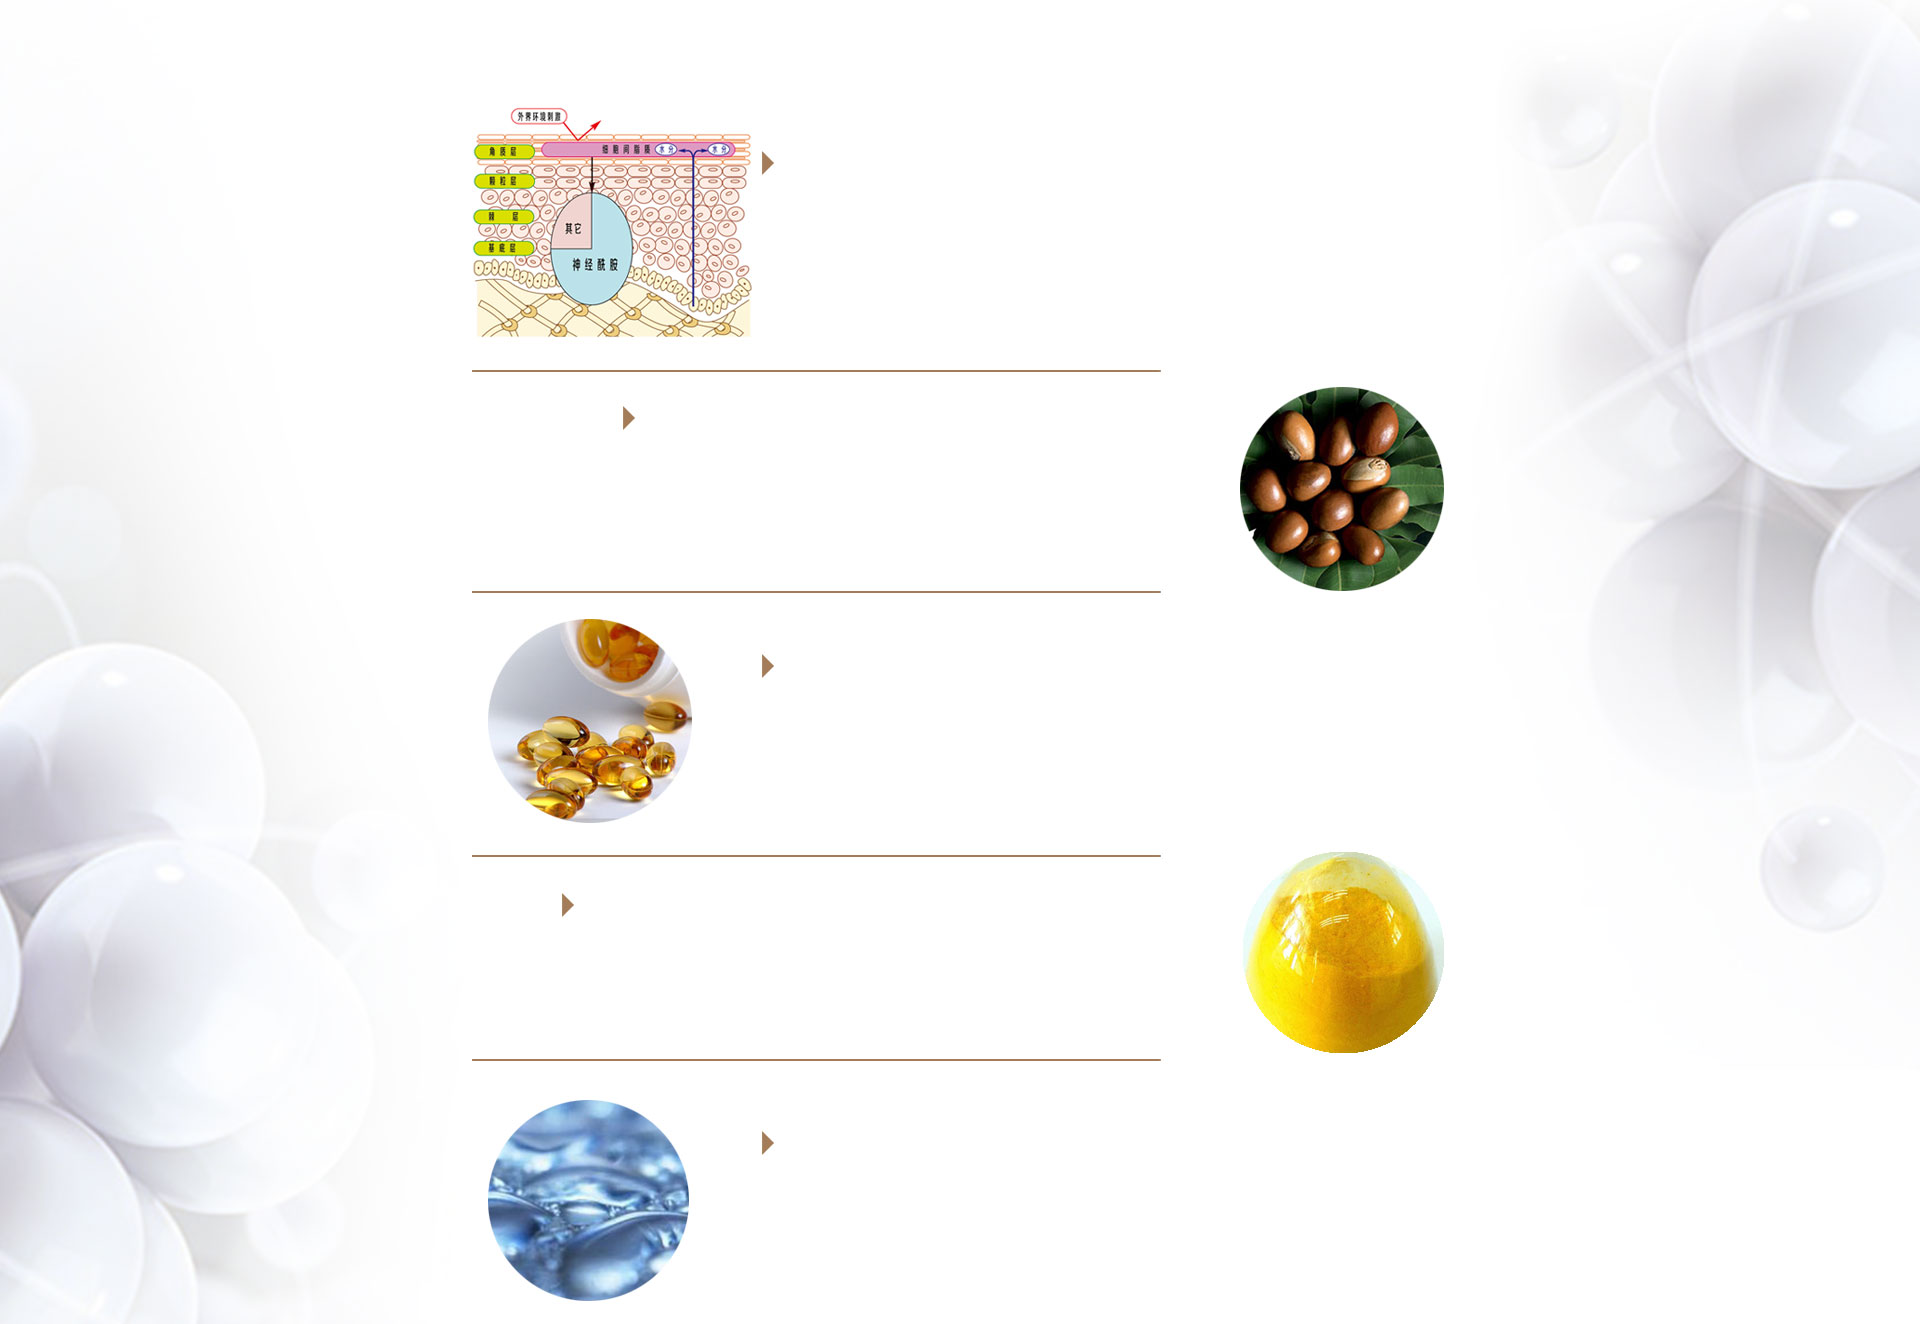 外界环境刺激
角质层
细胞间脂质 水分 水分
颗粒层
棘层
其它
基底层
神经酰胺